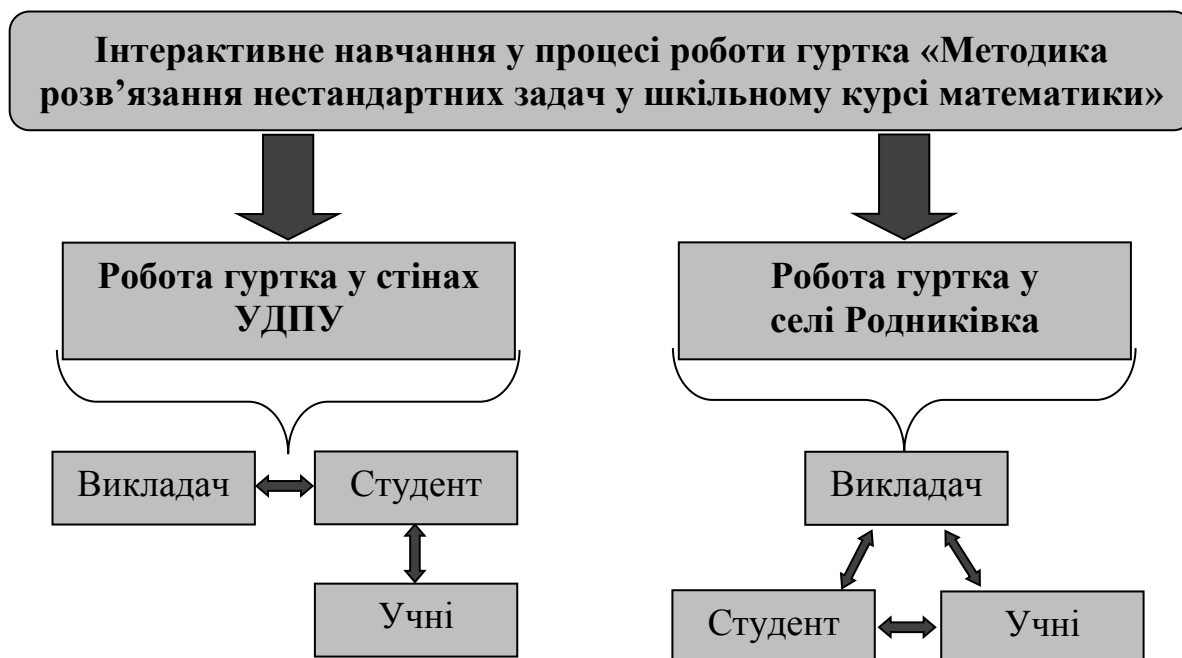 Інтерактивне навчання у процесі роботи гуртка «Методика
розв’язання нестандартних задач у шкільному курсі математики»
Робота гуртка у стінах
УДПУ
Робота гуртка у
селі Родниківка
Викладач
Студент
Учні
Викладач
Студент
Учні